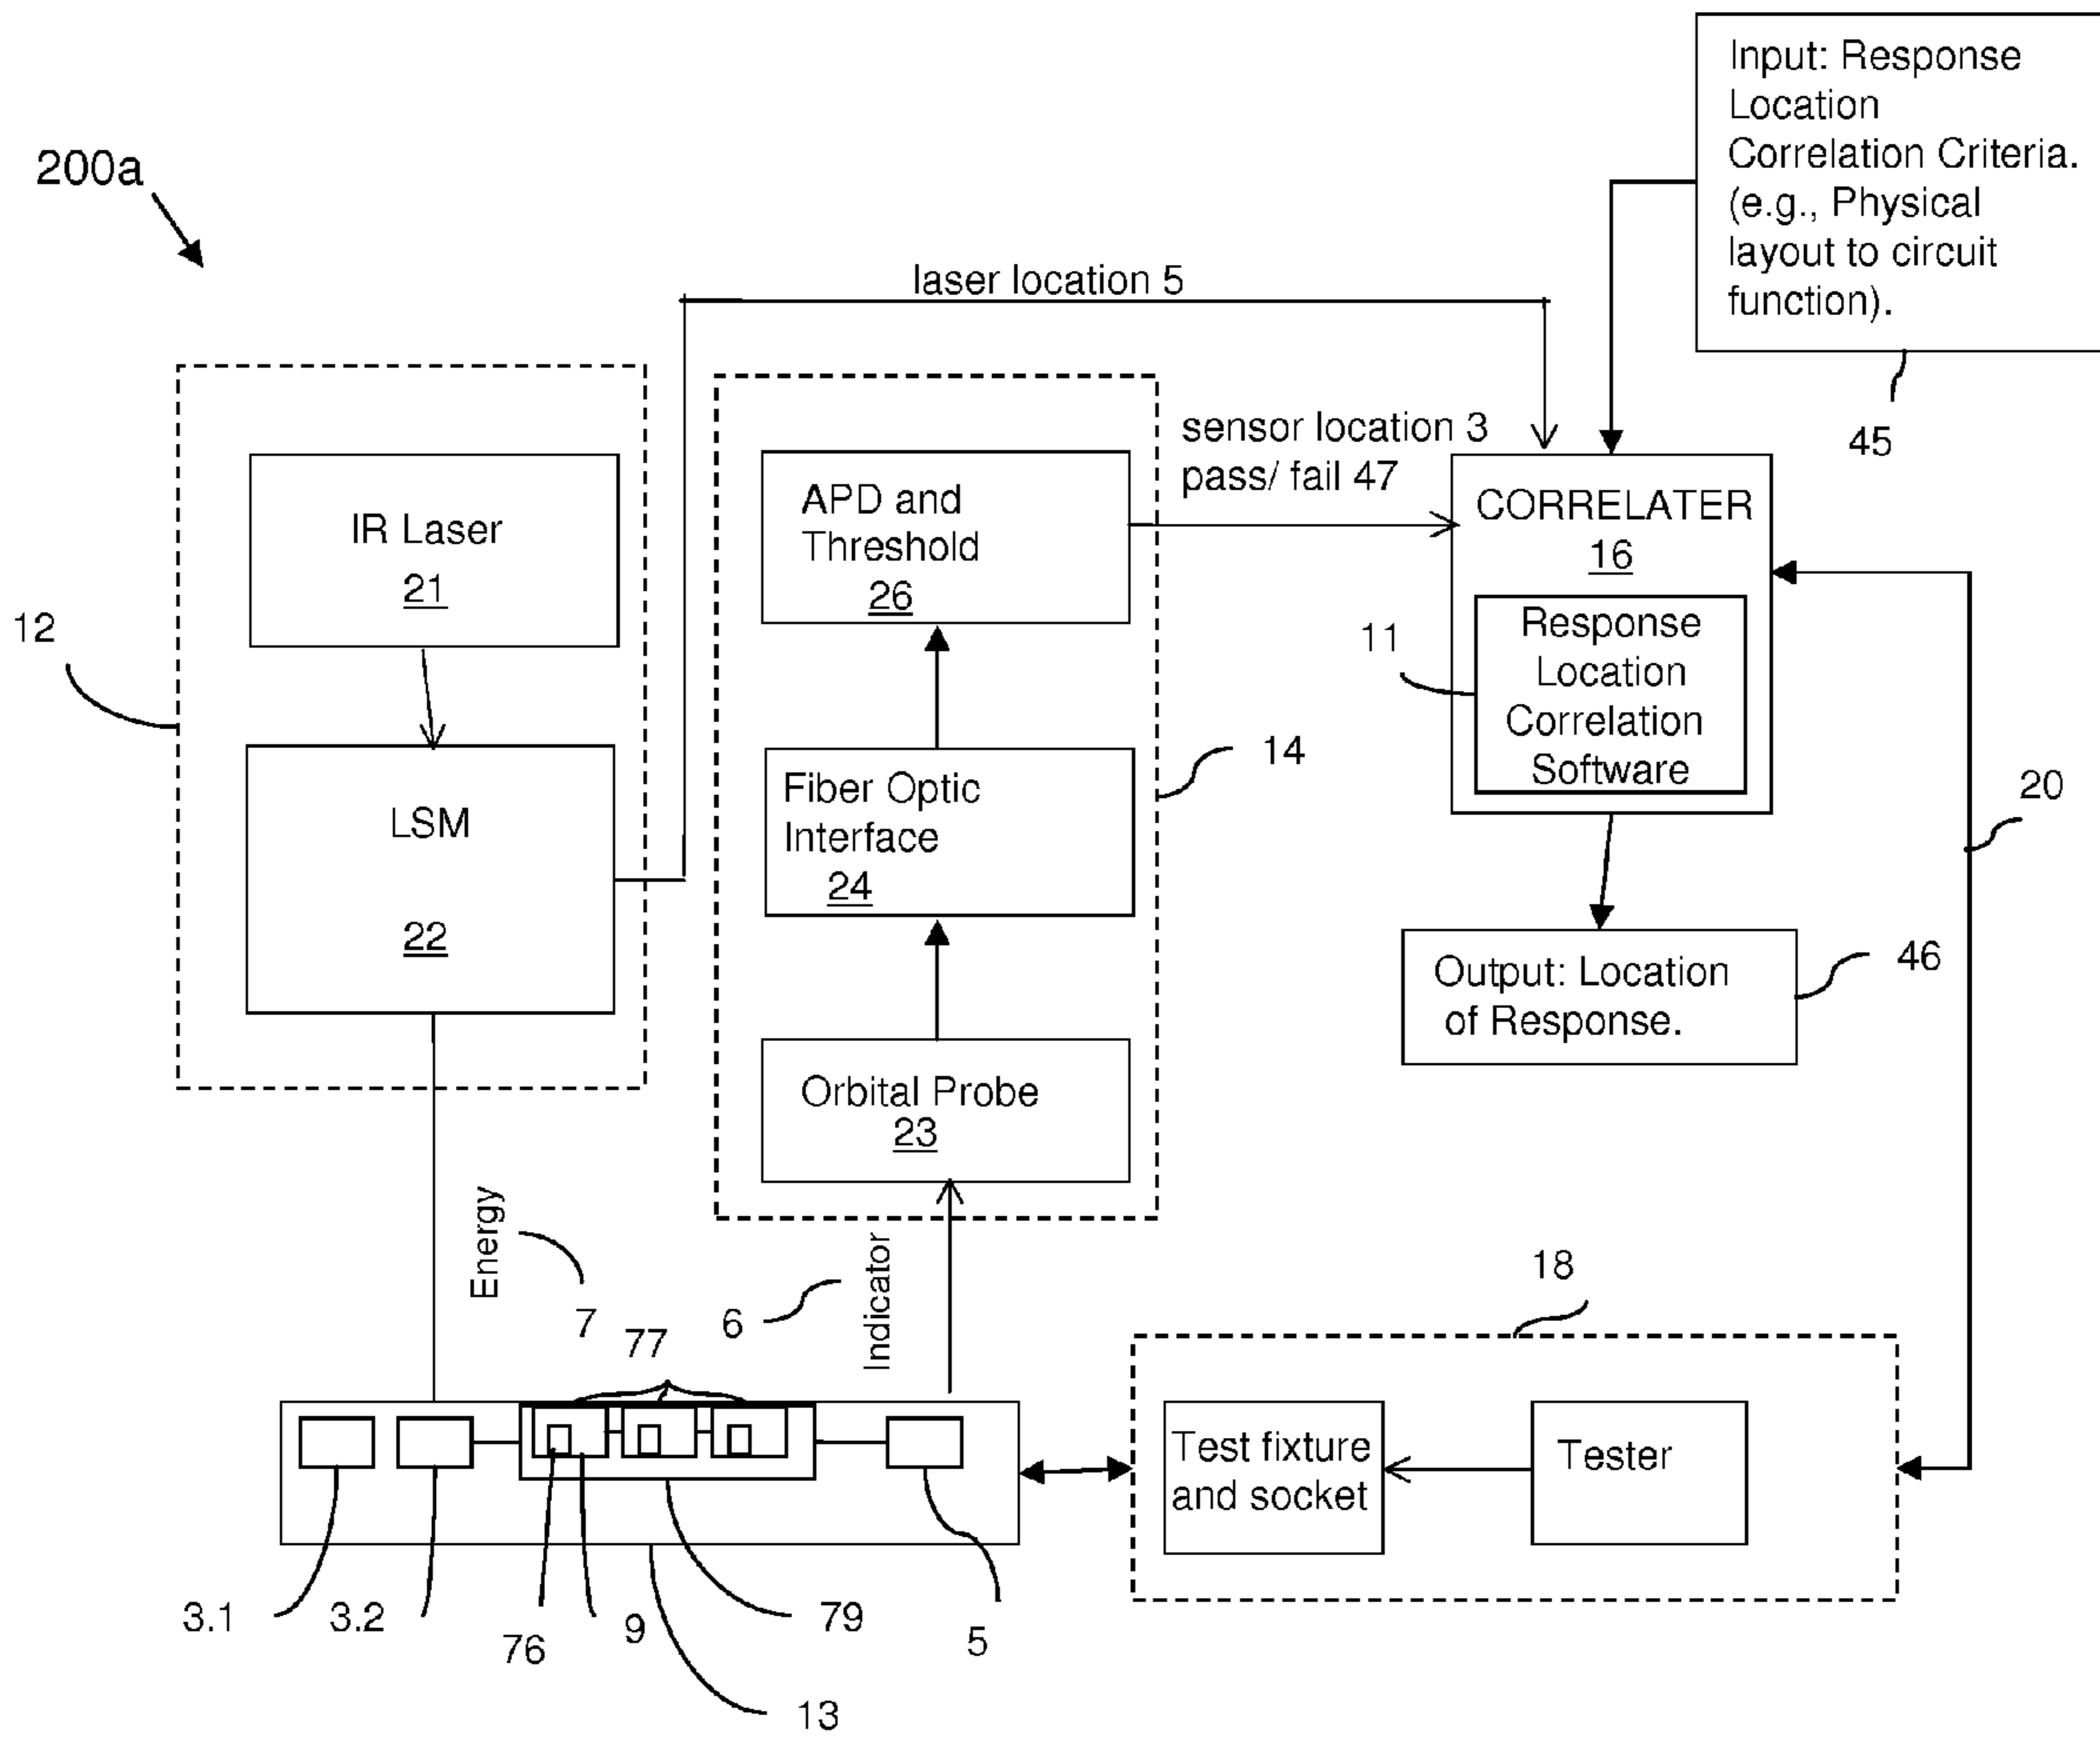 Input: Response
Location
Correlation Criteria.
(e.g., Physical
layout to circuit
function).
45
200a
laser location 5
sensor location 3
pass/ fail 47
12
IR Laser
21
LSM
22
APD and
Threshold
26
Fiber Optic
Interface
24
14
Orbital Probe
23
CORRELATER
16
11
Response
Location
Correlation
Software
20
Output: Location
of Response.
46
Energy
7
77
6
Indicator
18
Test fixture
and socket
Tester
3.1
3.2
76
9
79
5
13